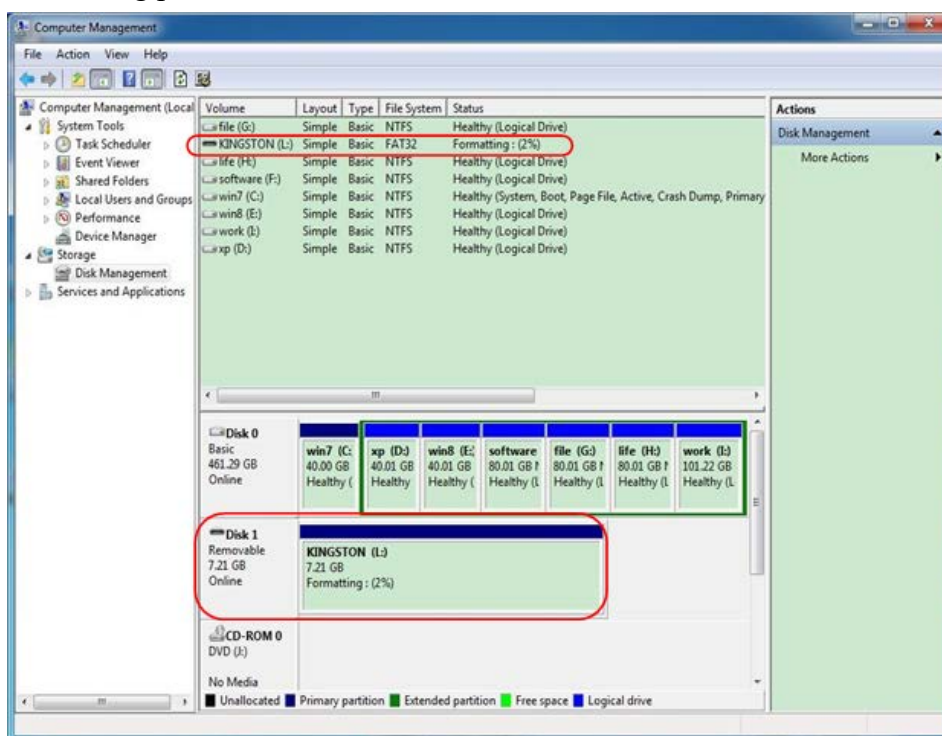 Computer Management
File Action View Help
Computer Management (Local
System Tools
Task Scheduler
Event Viewer
Shared Folders
Local Users and Groups
Performance
Device Manager
Storage
Disk Management
Services and Applications
Volume Layout Type File System Status
file (G:) Simple Basic NTFS Healthy (Logical Drive)
KINGSTON (L:) Simple Basic FAT32 Formatting : (2%)
life (H:) Simple Basic NTFS Healthy (Logical Drive)
software (F:) Simple Basic NTFS Healthy (Logical Drive)
win7 (C:) Simple Basic NTFS Healthy (System, Boot, Page File, Active, Crash Dump, Primary
win8 (E:) Simple Basic NTFS Healthy (Logical Drive)
work (I:) Simple Basic NTFS Healthy (Logical Drive)
xp (D:) Simple Basic NTFS Healthy (Logical Drive)
Actions
Disk Management
More Actions
Disk 0
Basic
461.29 GB
Online
win7 (C:
40.00 GB
Healthy (
xp (D:)
40.01 GB
Healthy
win8 (E:
40.01 GB
Healthy (
software
80.01 GB
Healthy (L
file (G:)
80.01 GB
Healthy (L
life (H:)
80.01 GB
Healthy (L
work (I:)
101.22 GB
Healthy (L
Disk 1
Removable
7.21 GB
Online
KINGSTON (L:)
7.21 GB
Formatting : (2%)
CD-ROM 0
DVD (J:)
No Media
Unallocated Primary partition Extended partition Free space Logical drive